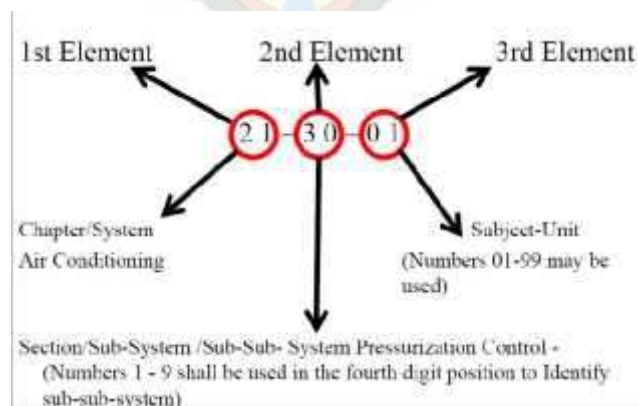 1st Element 2nd Element 3rd Element
21-30-01
Chapter/System
Air Conditioning
Subject-Unit
(Numbers 01-99 may be
used)
Section/Sub-System /Sub-Sub- System Pressurization Control -
(Numbers 1 - 9 shall be used in the fourth digit position to Identify
sub-sub-system)